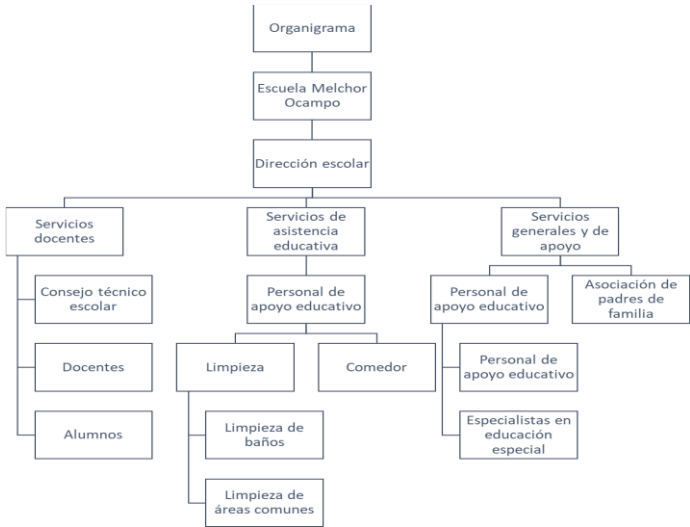 Organigrama
Escuela Melchor
Ocampo
Dirección escolar
Servicios
docentes
Servicios de
asistencia
educativa
Servicios
generales y de
apoyo
Consejo técnico
escolar
Personal de
apoyo educativo
Personal de
apoyo educativo
Asociación de
padres de
familia
Docentes
Limpieza
Comedor
Personal de
apoyo educativo
Alumnos
Limpieza de
baños
Especialistas en
educación
especial
Limpieza de
áreas comunes